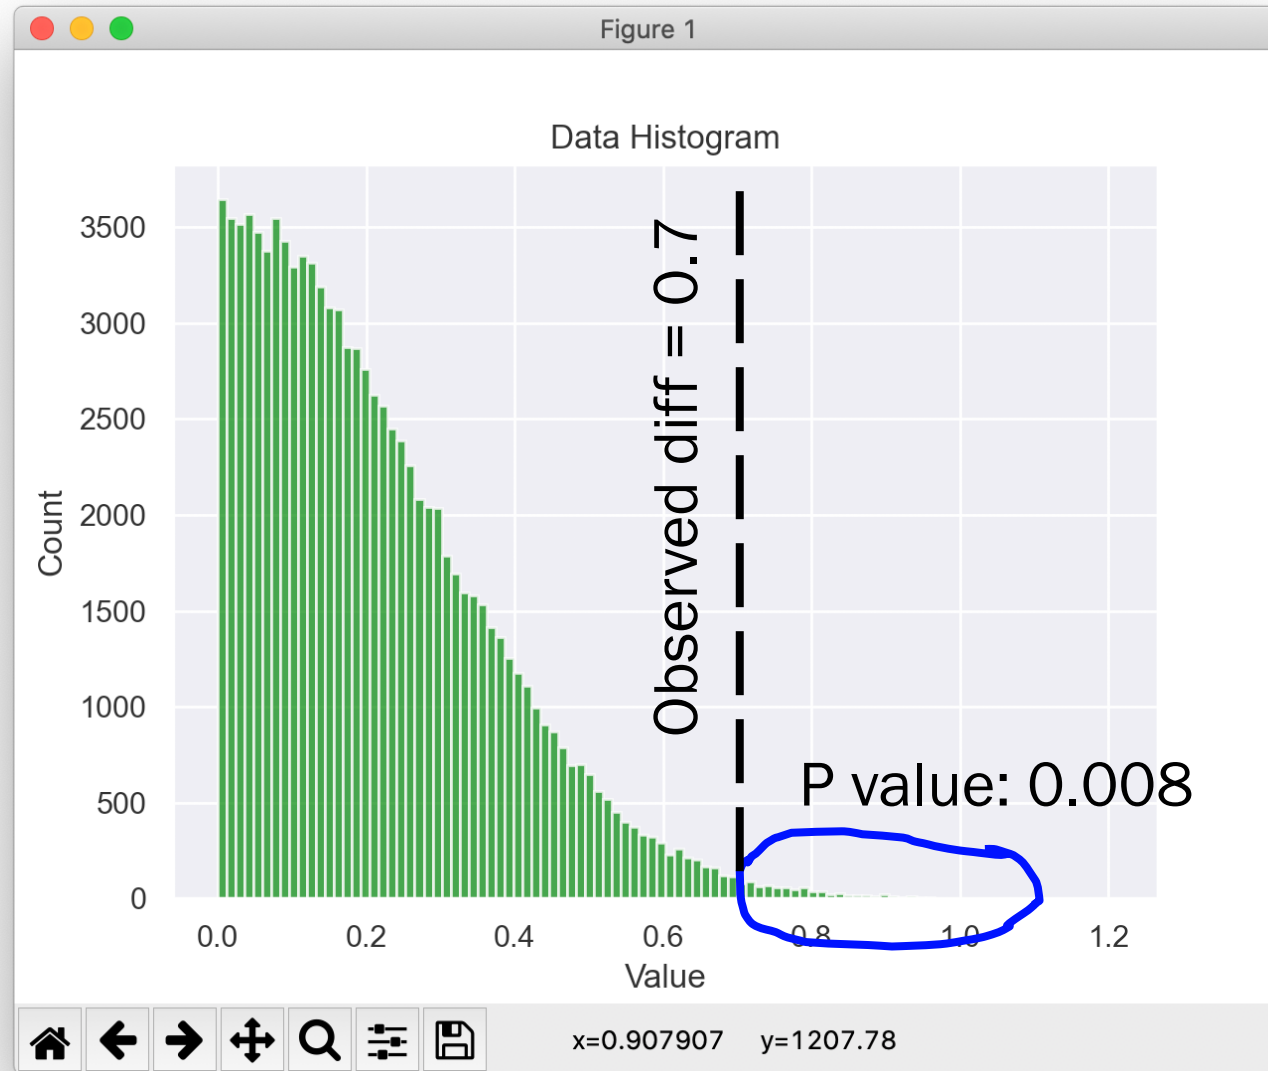 Figure 1
Data Histogram
3500
3000
2500
2000
1500
1000
500
0
Count
Observed diff = 0.7
P value: 0.008
0.0 0.2 0.4 0.6 0.8 1.0 1.2
Value
x=0.907907 y=1207.78